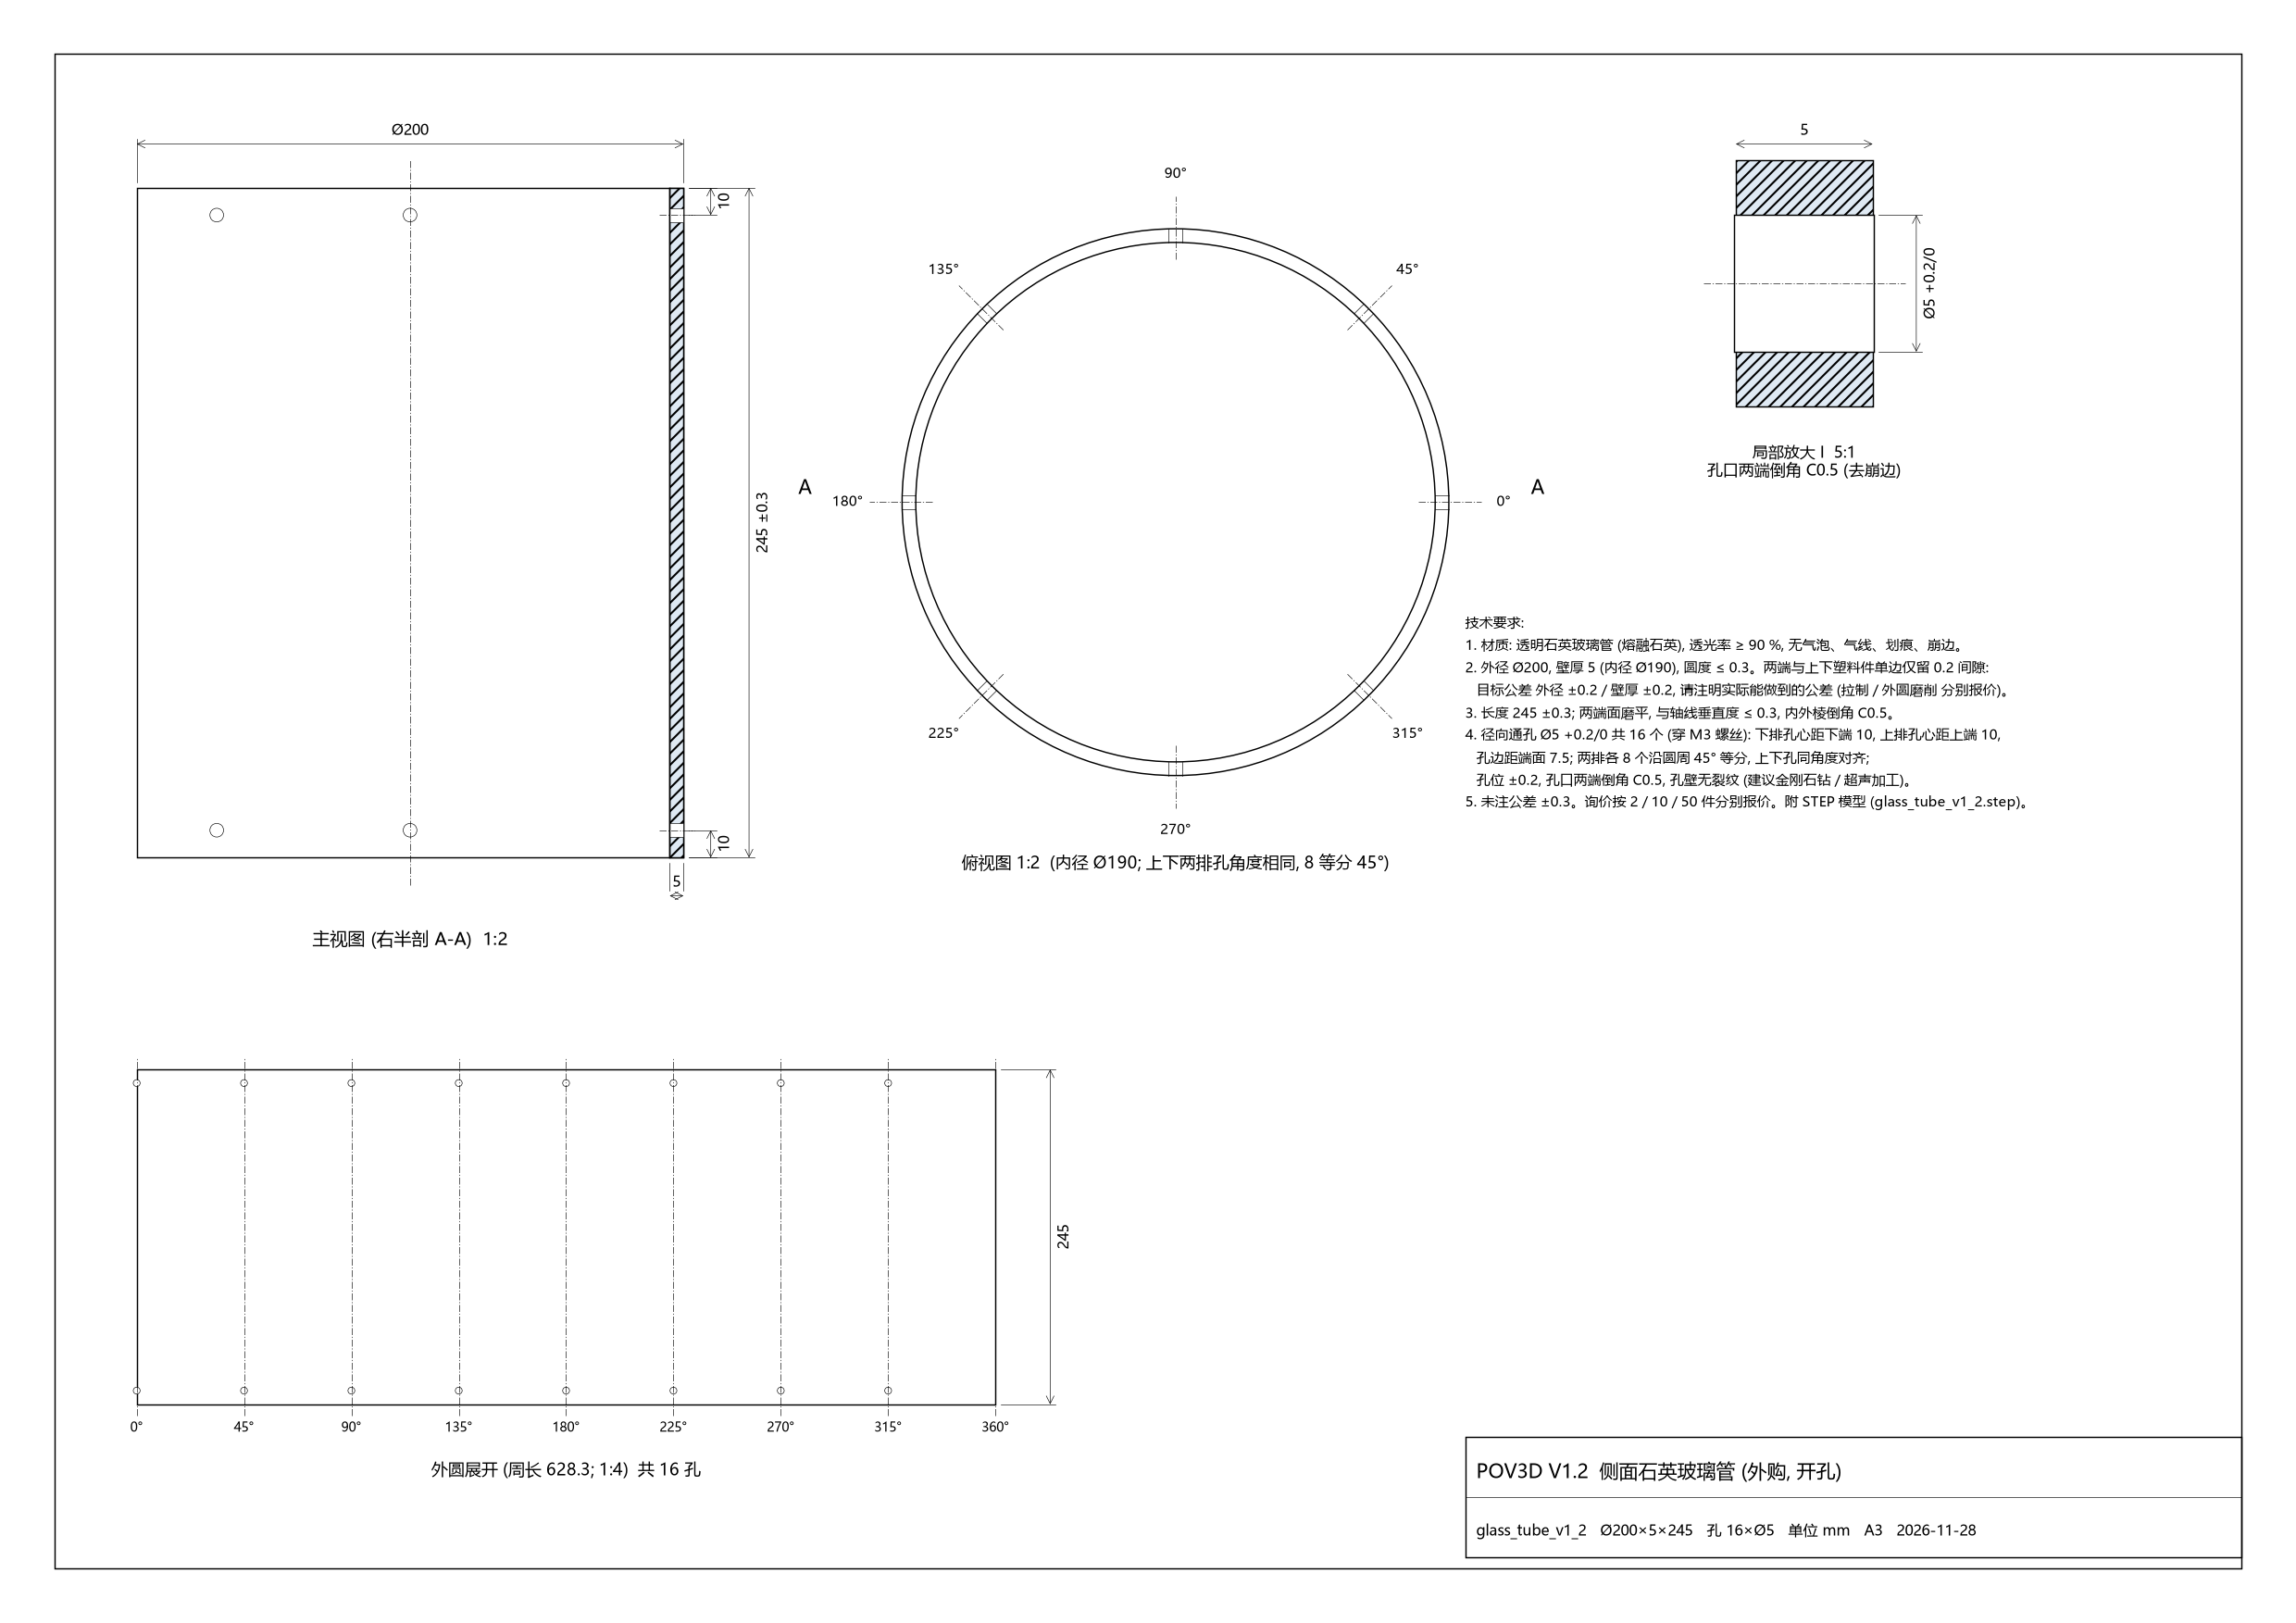 Ø200
10
245 ±0.3
10
5
主视图 (右半剖 A-A)  1:2
90°
135°
45°
A
180°
0°
A
225°
315°
270°
俯视图 1:2  (内径 Ø190; 上下两排孔角度相同, 8 等分 45°)
5
Ø5 +0.2/0
局部放大 I  5:1
孔口两端倒角 C0.5 (去崩边)
技术要求:
1. 材质: 透明石英玻璃管 (熔融石英), 透光率 ≥ 90 %, 无气泡、气线、划痕、崩边。
2. 外径 Ø200, 壁厚 5 (内径 Ø190), 圆度 ≤ 0.3。两端与上下塑料件单边仅留 0.2 间隙:
目标公差 外径 ±0.2 / 壁厚 ±0.2, 请注明实际能做到的公差 (拉制 / 外圆磨削 分别报价)。
3. 长度 245 ±0.3; 两端面磨平, 与轴线垂直度 ≤ 0.3, 内外棱倒角 C0.5。
4. 径向通孔 Ø5 +0.2/0 共 16 个 (穿 M3 螺丝): 下排孔心距下端 10, 上排孔心距上端 10,
孔边距端面 7.5; 两排各 8 个沿圆周 45° 等分, 上下孔同角度对齐;
孔位 ±0.2, 孔口两端倒角 C0.5, 孔壁无裂纹 (建议金刚石钻 / 超声加工)。
5. 未注公差 ±0.3。询价按 2 / 10 / 50 件分别报价。附 STEP 模型 (glass_tube_v1_2.step)。
245
0°
45°
90°
135°
180°
225°
270°
315°
360°
外圆展开 (周长 628.3; 1:4)  共 16 孔
POV3D V1.2  侧面石英玻璃管 (外购, 开孔)
glass_tube_v1_2   Ø200×5×245   孔 16×Ø5   单位 mm   A3   2026-11-28